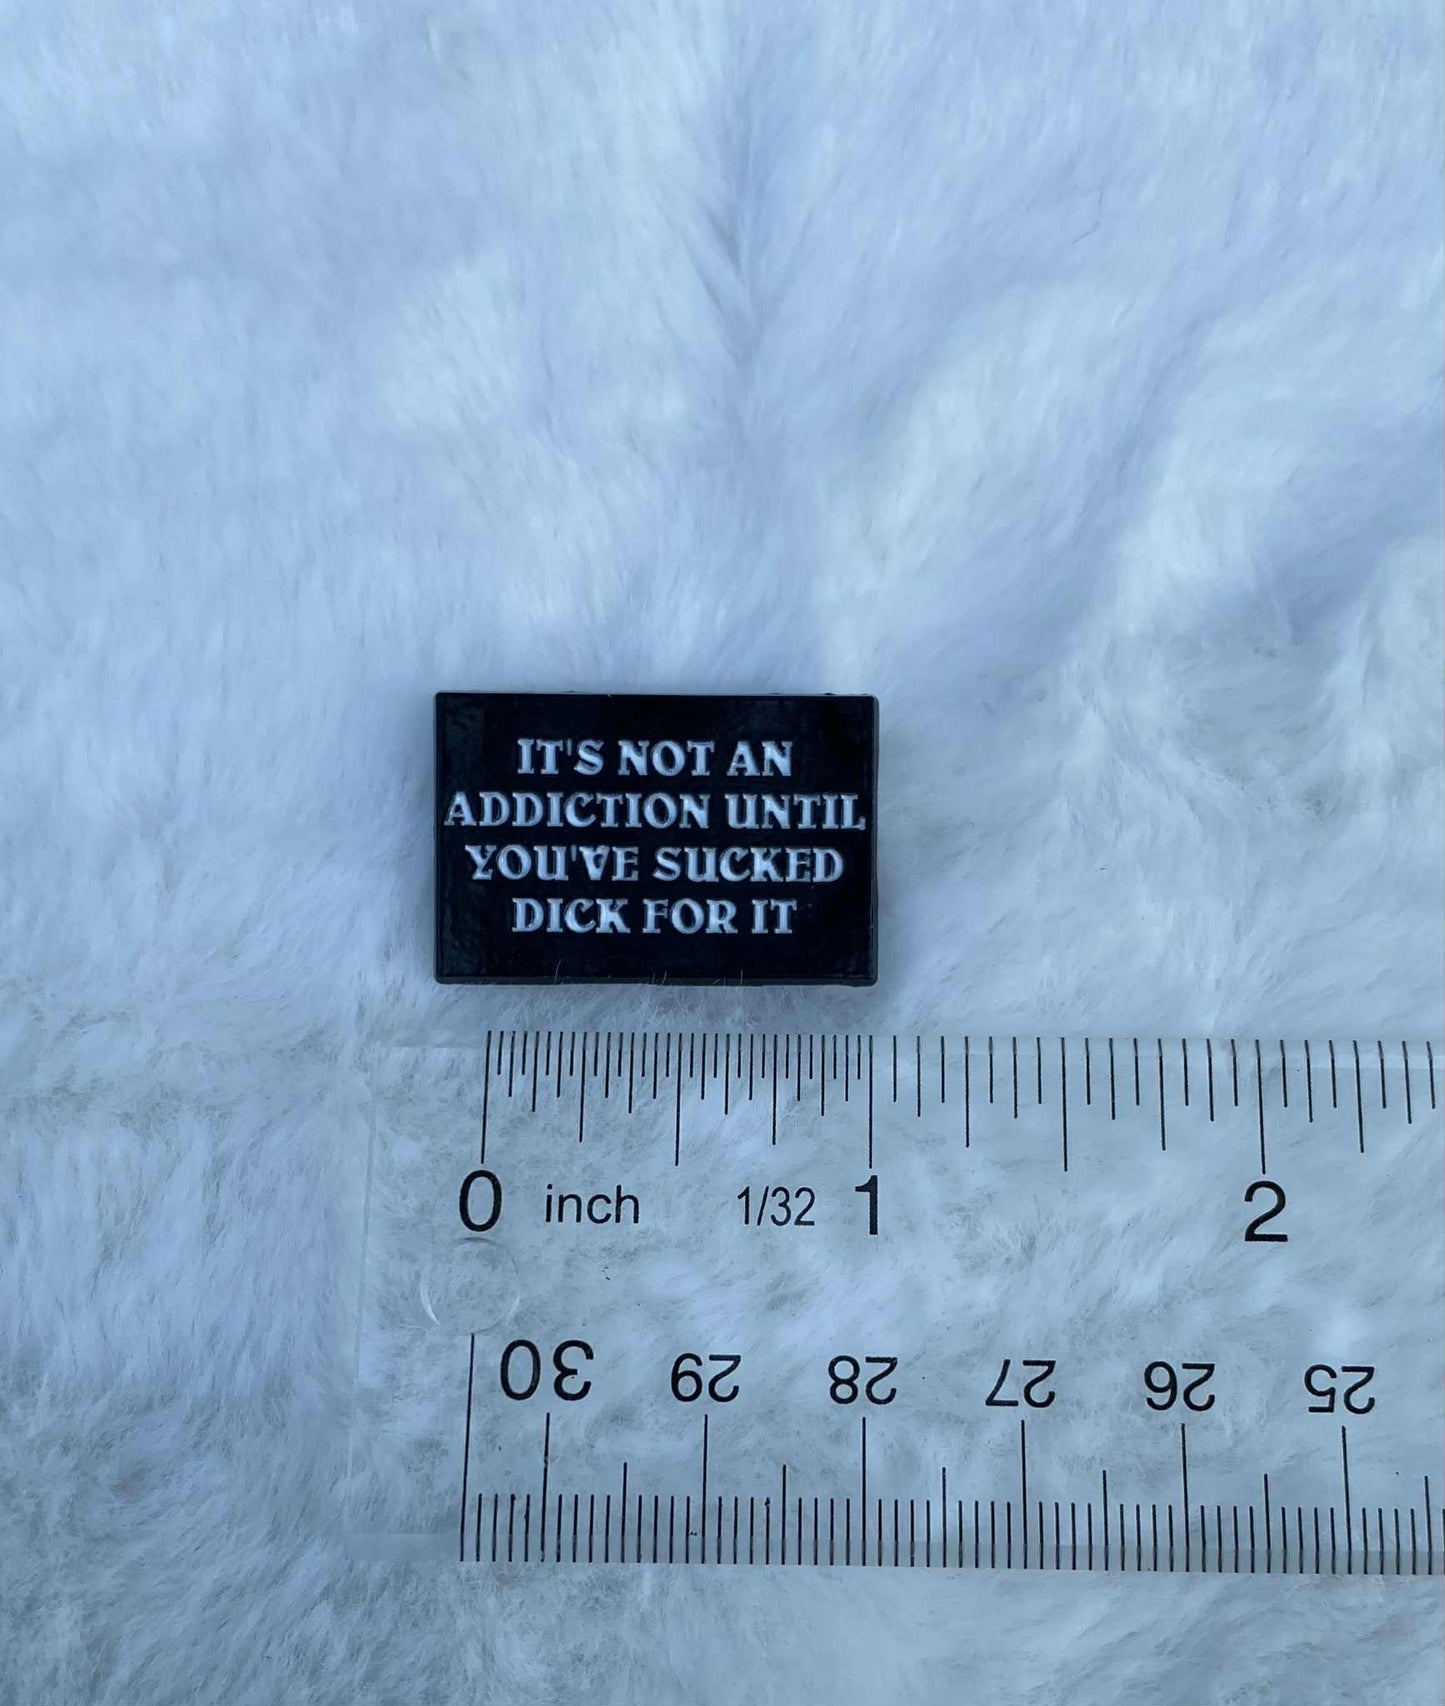 IT'S NOT AN
ADDICTION UNTIL
YOU'VE SUCKED
DICK FOR IT
0 inch 1/32 1 2
30 29 28 27 26 25